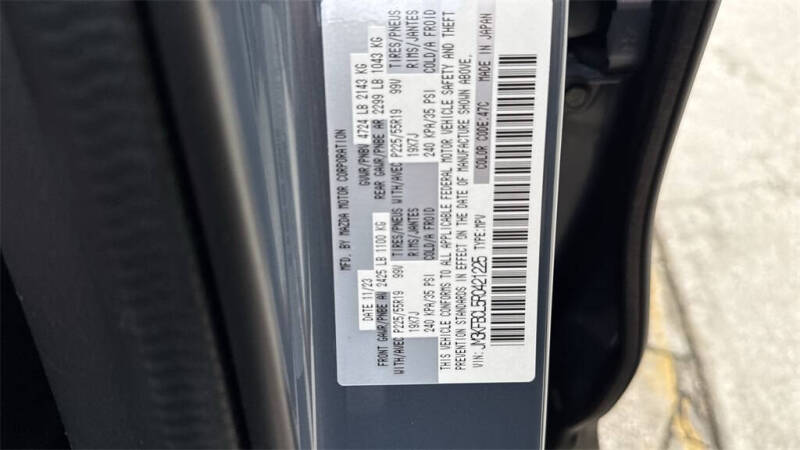 MFD. BY MAZDA MOTOR CORPORATION
DATE 11/23 GVWR/PNBV 4724 LB 2143 KG
FRONT GAWR/PNBE AV 2425 LB 1100 KG REAR GAWR/PNBE AR 2299 LB 1043 KG
WITH/AVEC P225/55R19 99V TIRES/PNEUS WITH/AVEC P225/55R19 99V TIRES/PNEUS
19X7J RIMS/JANTES 19X7J RIMS/JANTES
240 KPA/35 PSI COLD/A FROID 240 KPA/35 PSI COLD/A FROID
THIS VEHICLE CONFORMS TO ALL APPLICABLE FEDERAL MOTOR VEHICLE SAFETY AND THEFT
PREVENTION STANDARDS IN EFFECT ON THE DATE OF MANUFACTURE SHOWN ABOVE.
VIN: JM3KFBCL5R0421225 TYPE:MPV COLOR CODE:47C MADE IN JAPAN